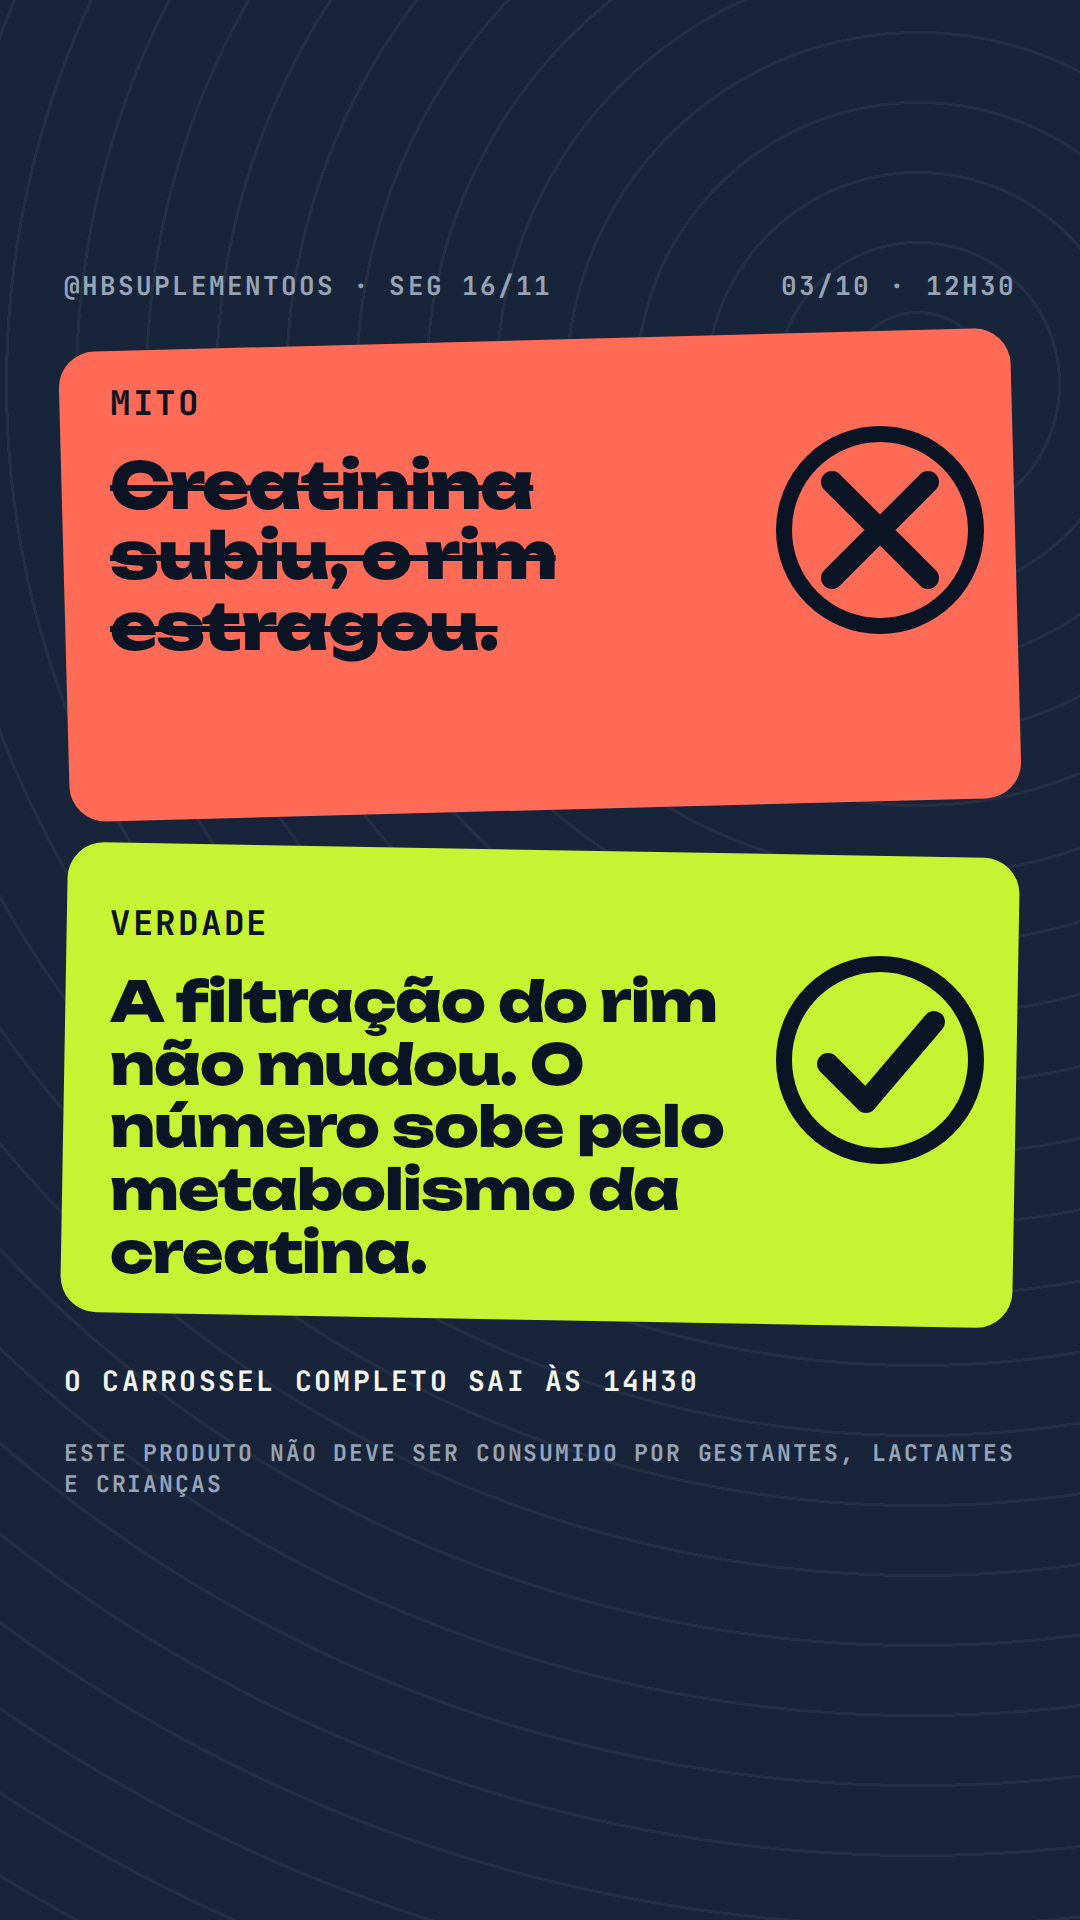 @HBSUPLEMENTOOS · SEG 16/11
03/10 · 12H30
MITO
Creatinina
subiu, o rim
estragou.
VERDADE
A filtração do rim
não mudou. O
número sobe pelo
metabolismo da
creatina.
O CARROSSEL COMPLETO SAI ÀS 14H30
ESTE PRODUTO NÃO DEVE SER CONSUMIDO POR GESTANTES, LACTANTES
E CRIANÇAS